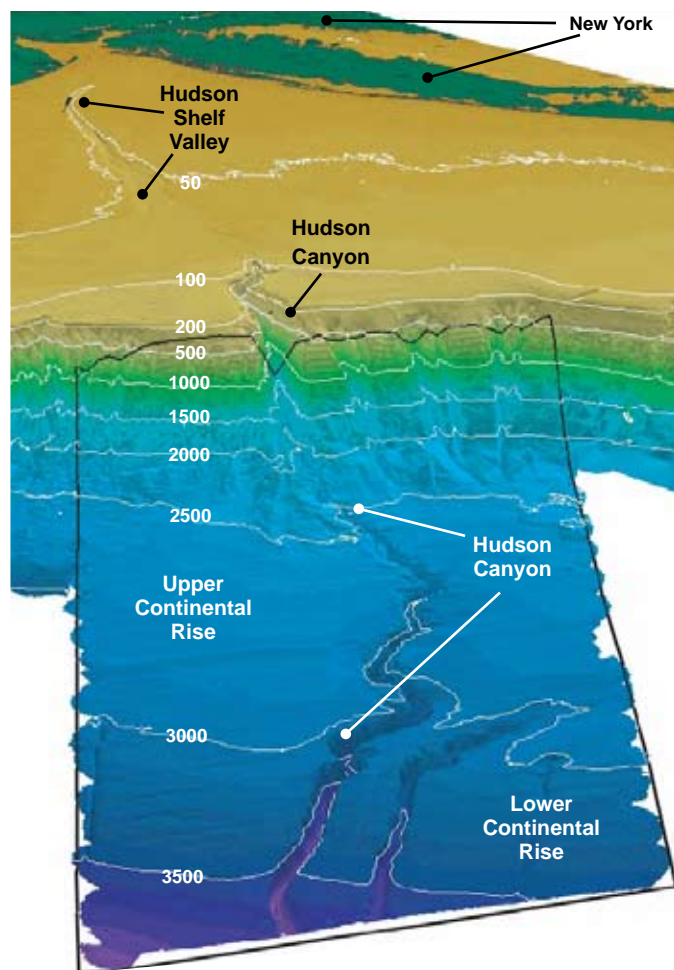 New York
Hudson
Shelf
Valley
50
Hudson
Canyon
100
200
500
1000
1500
2000
2500
Hudson
Canyon
Upper
Continental
Rise
3000
Lower
Continental
Rise
3500